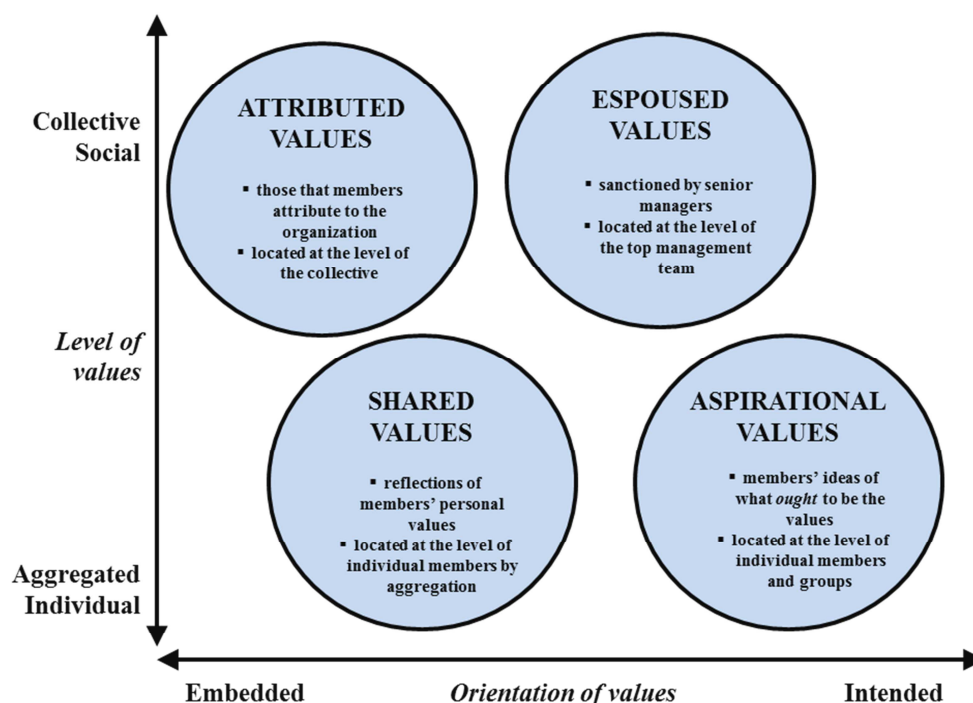 Collective
Social
ATTRIBUTED
VALUES
▪ those that members
attribute to the
organization
▪ located at the level of
the collective
ESPOUSED
VALUES
▪ sanctioned by senior
managers
▪ located at the level of
the top management
team
Level of
values
SHARED
VALUES
▪ reflections of
members’ personal
values
▪ located at the level of
individual members by
aggregation
ASPIRATIONAL
VALUES
▪ members’ ideas of
what ought to be the
values
▪ located at the level of
individual members
and groups
Aggregated
Individual
Embedded
Orientation of values
Intended